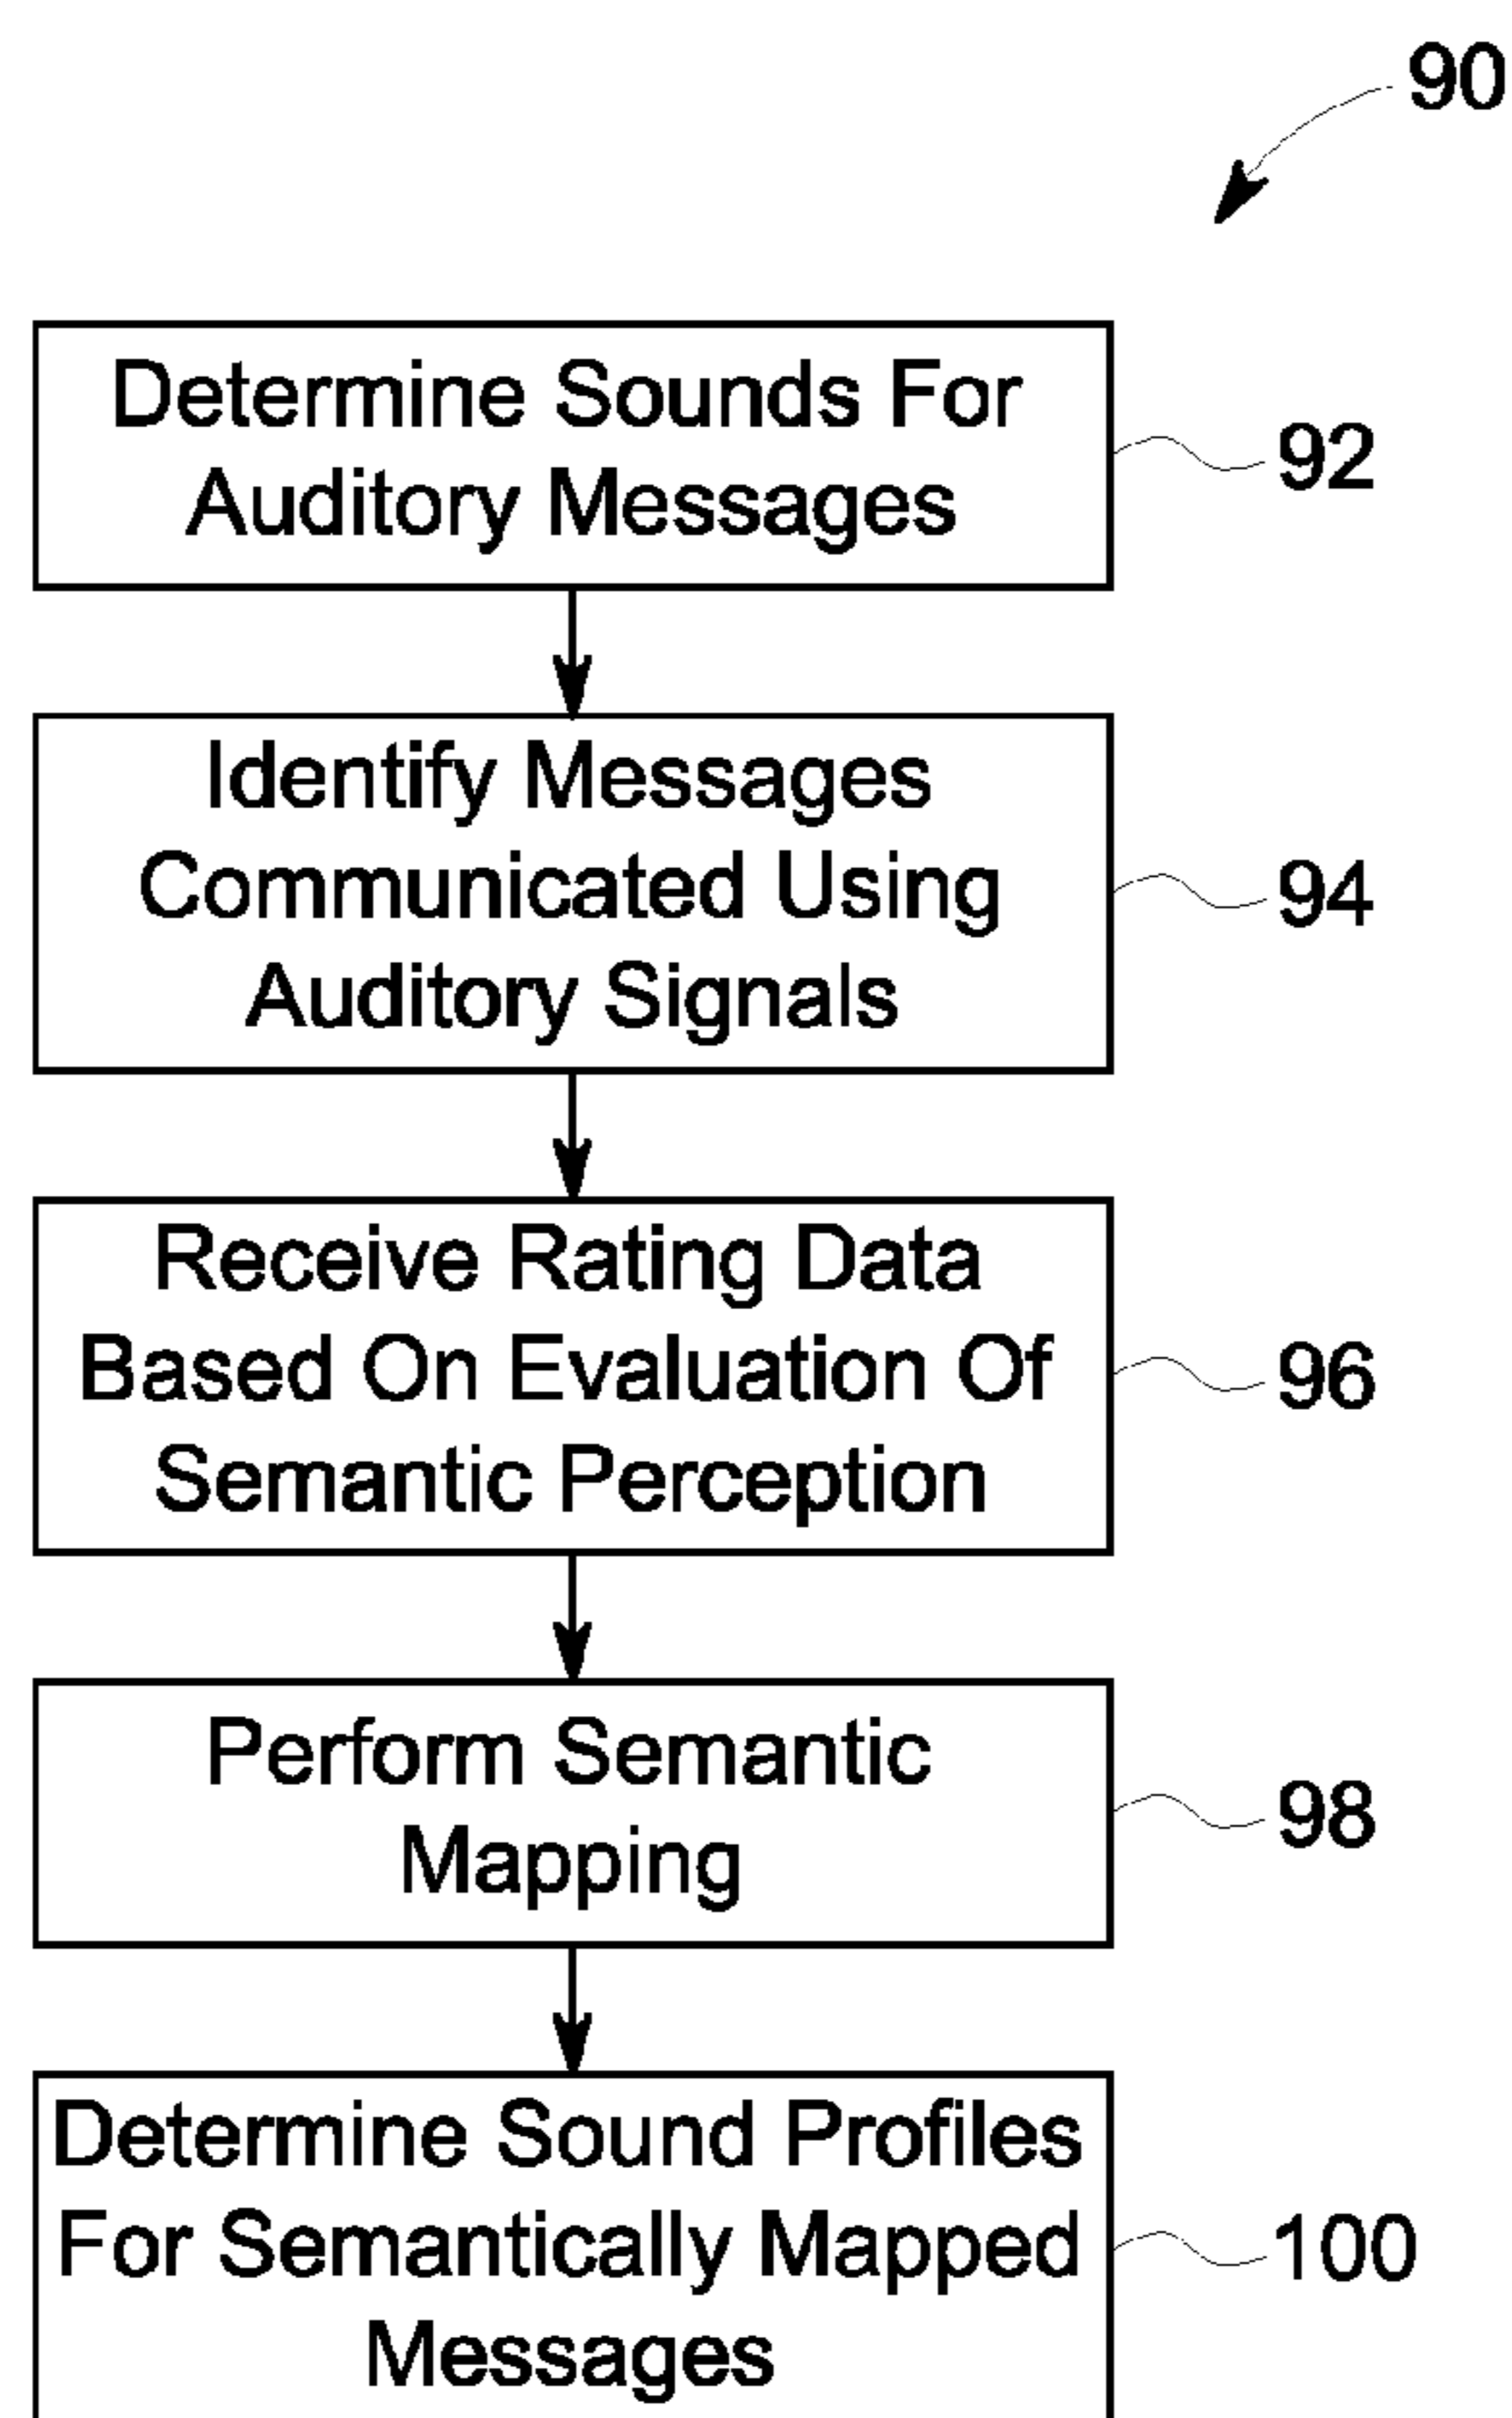 90
Determine Sounds For
Auditory Messages
92
Identify Messages
Communicated Using
Auditory Signals
94
Receive Rating Data
Based On Evaluation Of
Semantic Perception
96
Perform Semantic
Mapping
98
Determine Sound Profiles
For Semantically Mapped
Messages
100